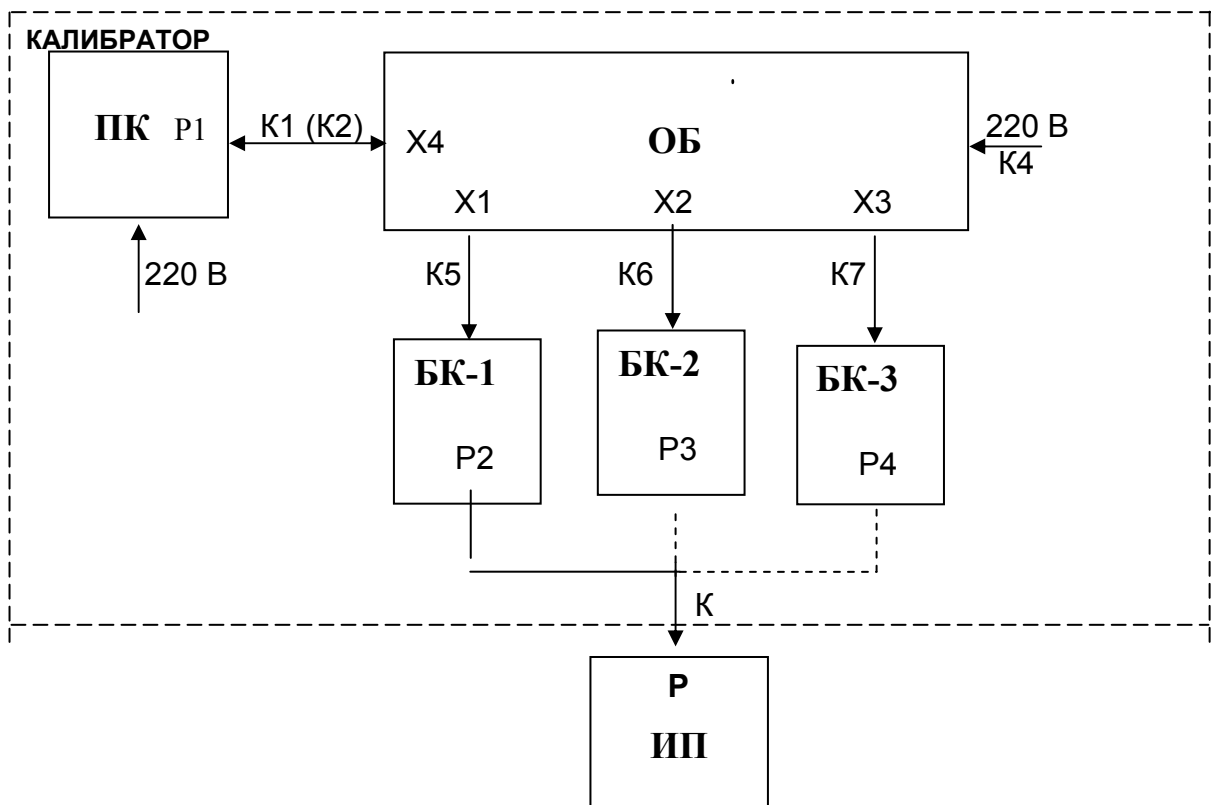 КАЛИБРАТОР
ПК Р1
К1 (К2)
Х4
ОБ
220 В
К4
Х1 Х2 Х3
220 В
К5 К6 К7
БК-1 БК-2 БК-3
Р2 Р3 Р4
К
Р
ИП